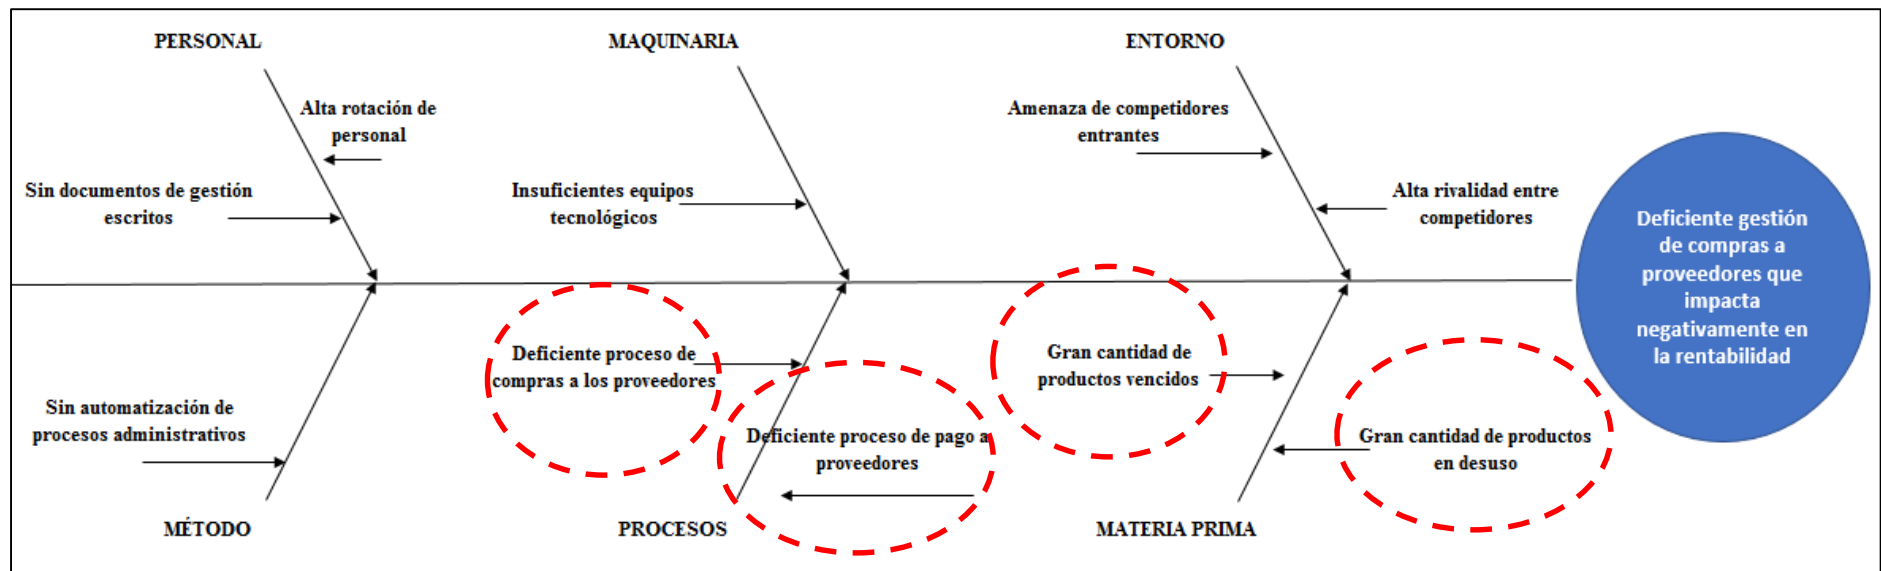 PERSONAL
MAQUINARIA
ENTORNO
Alta rotación de
personal
Amenaza de competidores
entrantes
Sin documentos de gestión
escritos
Insuficientes equipos
tecnológicos
Alta rivalidad entre
competidores
Deficiente gestión
de compras a
proveedores que
impacta
negativamente en
la rentabilidad
Deficiente proceso de
compras a los proveedores
Gran cantidad de
productos vencidos
Sin automatización de
procesos administrativos
Deficiente proceso de pago a
proveedores
Gran cantidad de productos
en desuso
MÉTODO
PROCESOS
MATERIA PRIMA